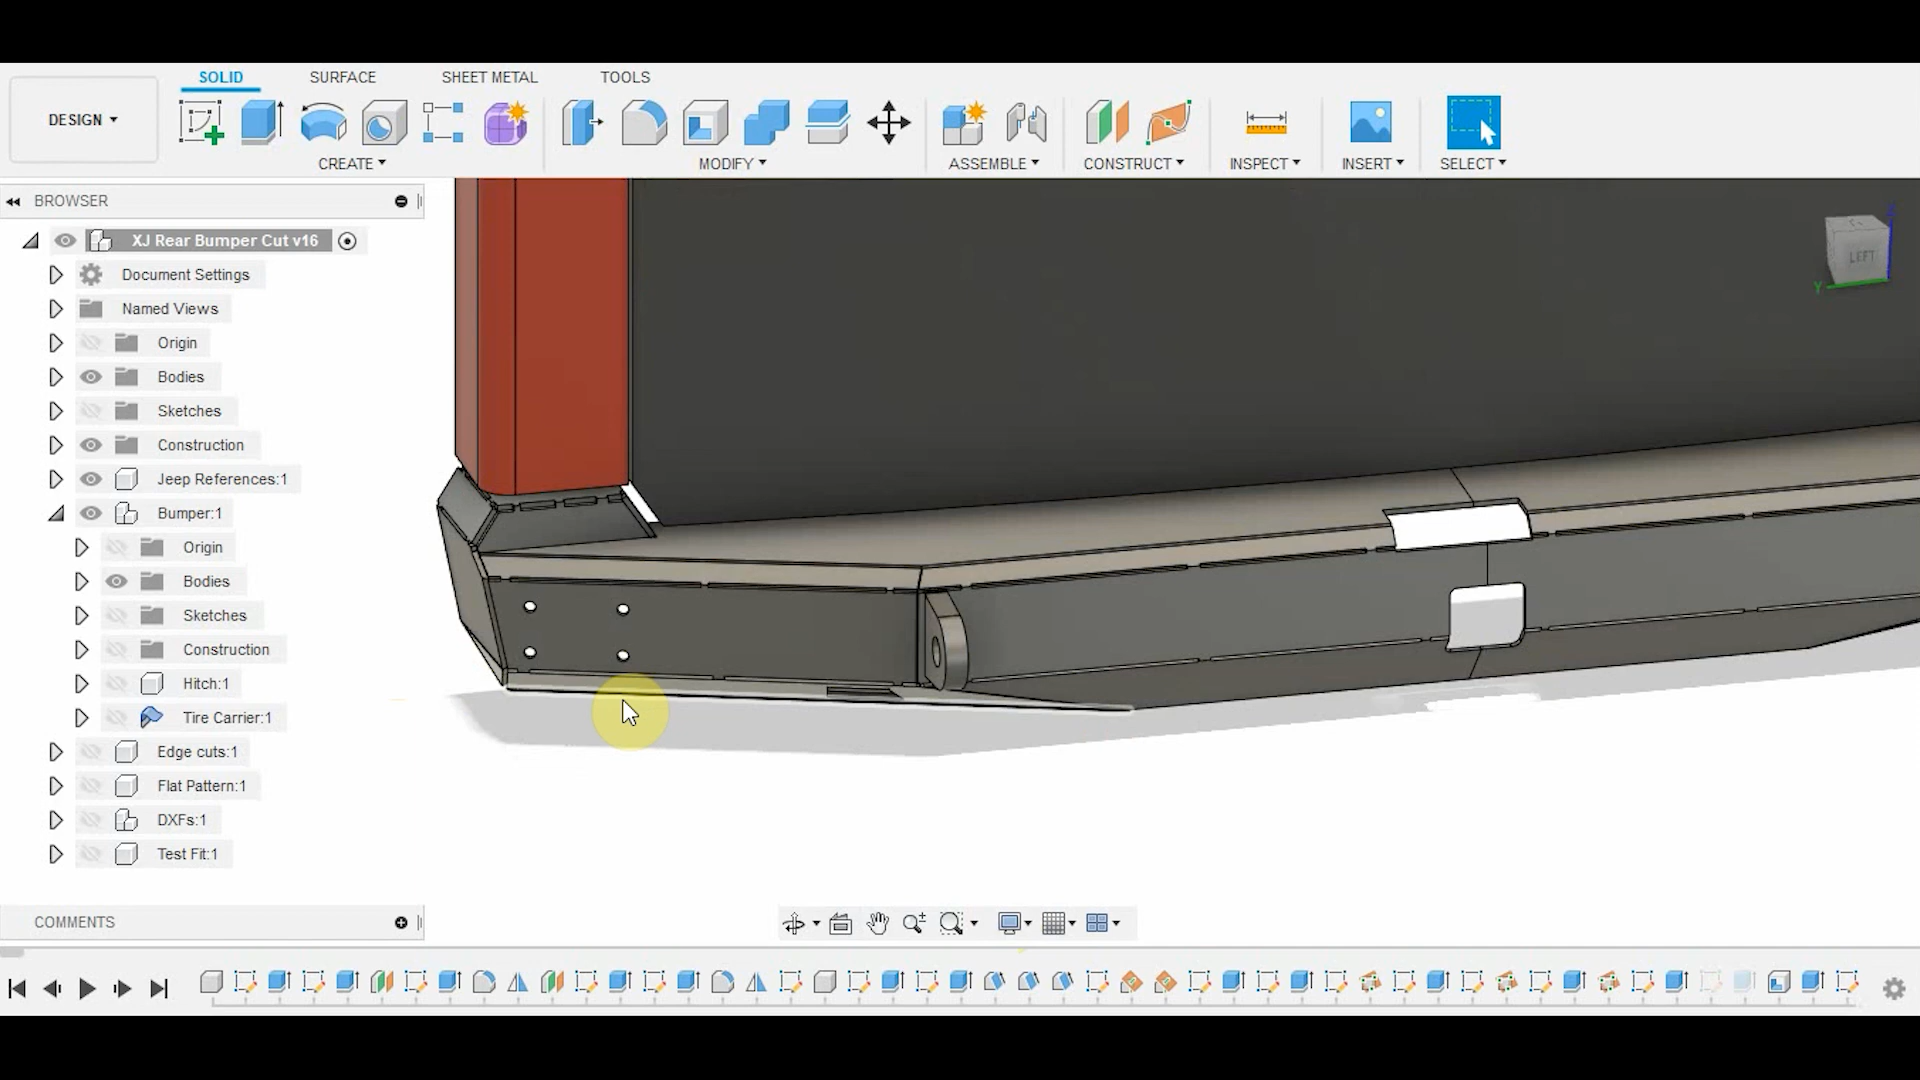 SOLID SURFACE SHEET METAL TOOLS
DESIGN
CREATE MODIFY ASSEMBLE CONSTRUCT INSPECT INSERT SELECT
BROWSER
XJ Rear Bumper Cut v16
Document Settings
Named Views
Origin
Bodies
Sketches
Construction
Jeep References:1
Bumper:1
Origin
Bodies
Sketches
Construction
Hitch:1
Tire Carrier:1
Edge cuts:1
Flat Pattern:1
DXFs:1
Test Fit:1
COMMENTS
LEFT
Z
Y